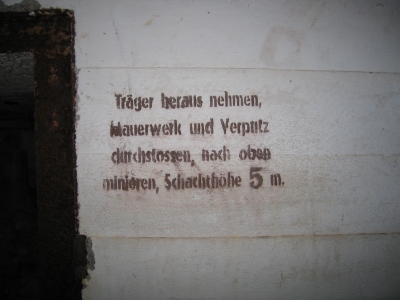 Träger heraus nehmen,
Mauerwerk und Verputz
durchstossen, nach oben
minieren, Schachthöhe 5 m.